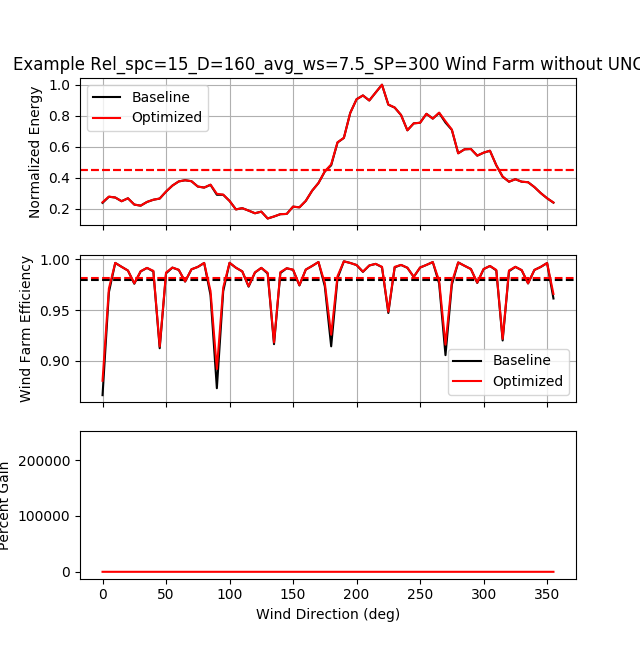 Example Rel_spc=15_D=160_avg_ws=7.5_SP=300 Wind Farm without UNC
Normalized Energy
1.0
0.8
0.6
0.4
0.2
Baseline
Optimized
Wind Farm Efficiency
1.00
0.95
0.90
Baseline
Optimized
Percent Gain
200000
100000
0
0
50
100
150
200
250
300
350
Wind Direction (deg)